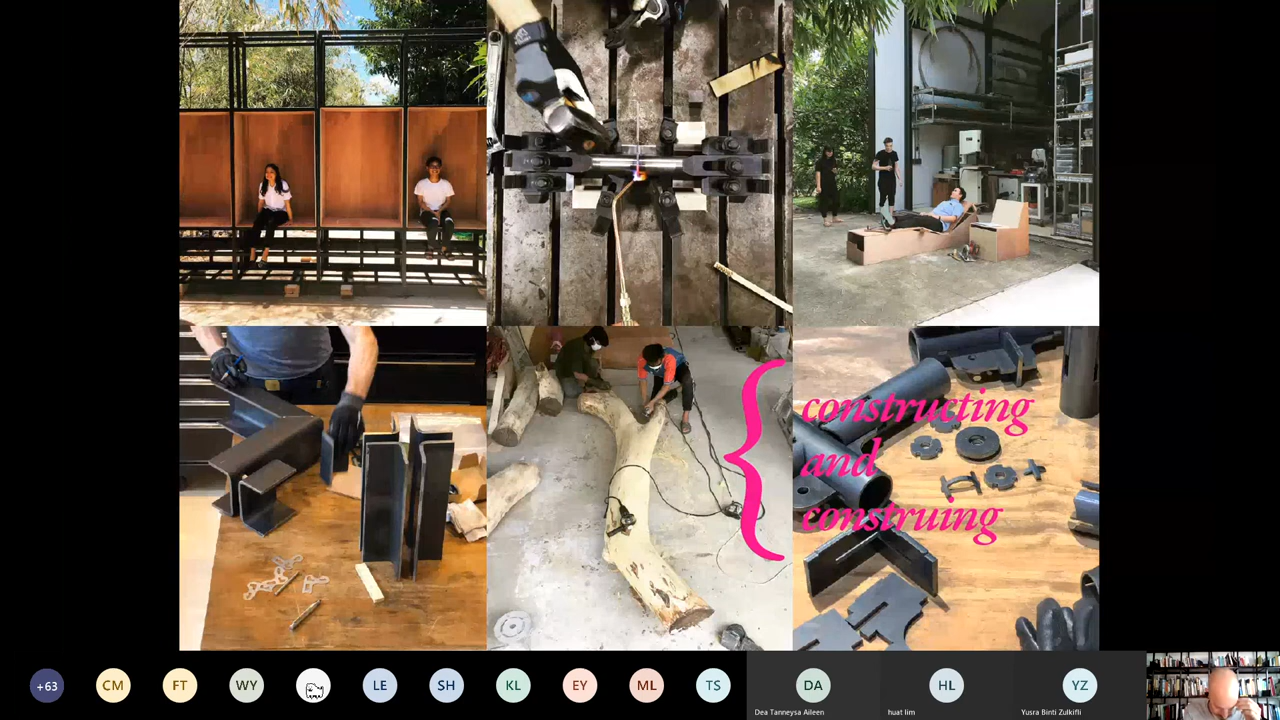 constructing
and
construing
+63
CM
FT
WY
LE
SH
KL
EY
ML
TS
DA
HL
YZ
Dea Tanneysa Aileen
huat lim
Yusra Binti Zulkifli